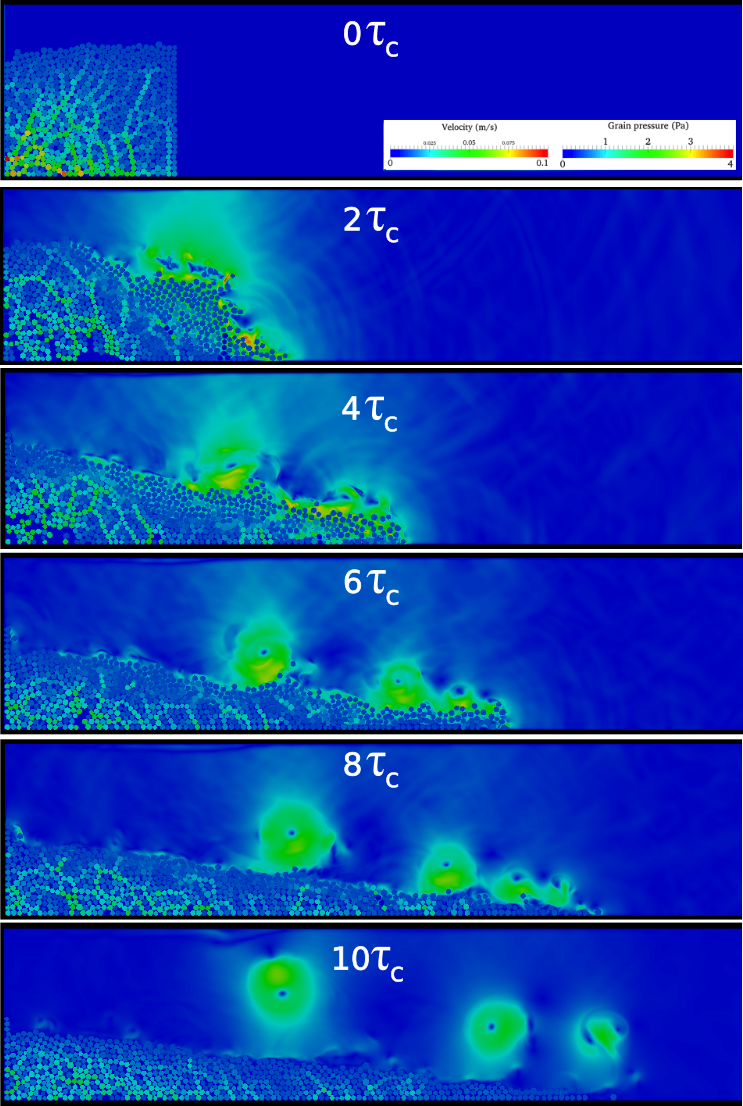 0τc
Velocity (m/s)
0.025 0.05 0.075
0 0.1
Grain pressure (Pa)
1 2 3
0 4
2τc
4τc
6τc
8τc
10τc